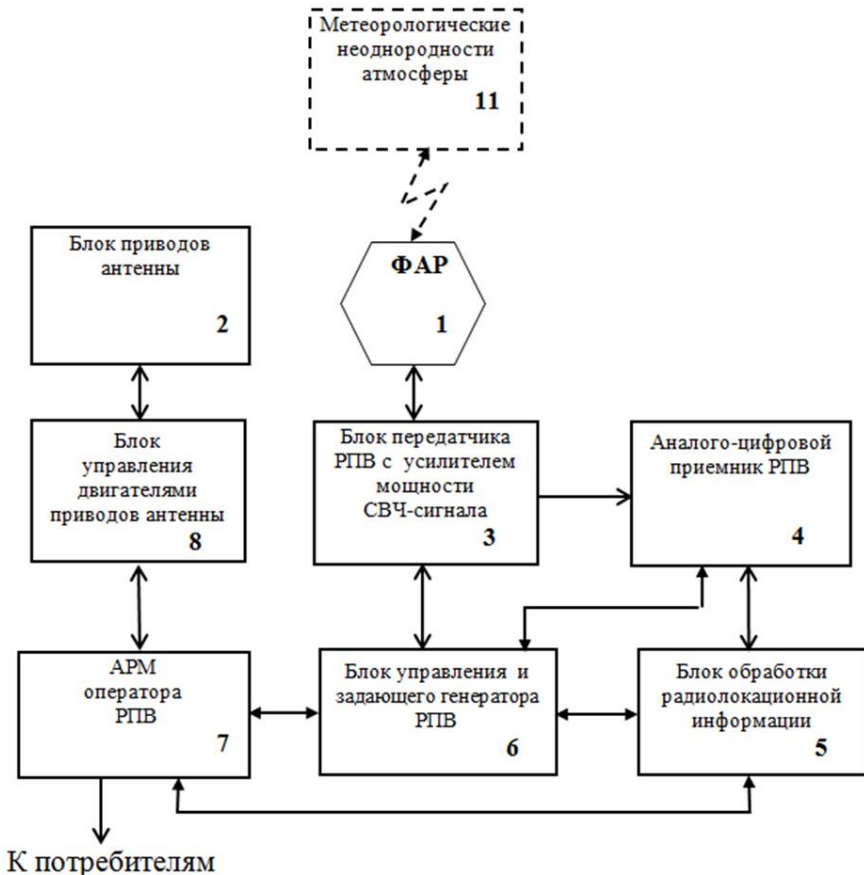 Метеорологические
неоднородности
атмосферы
11
Блок приводов
антенны
2
ФАР
1
Блок
управления
двигателями
приводов антенны
8
Блок передатчика
РПВ с усилителем
мощности
СВЧ-сигнала
3
Аналого-цифровой
приемник РПВ
4
АРМ
оператора
РПВ
7
Блок управления и
задающего генератора
РПВ
6
Блок обработки
радиолокационной
информации
5
К потребителям